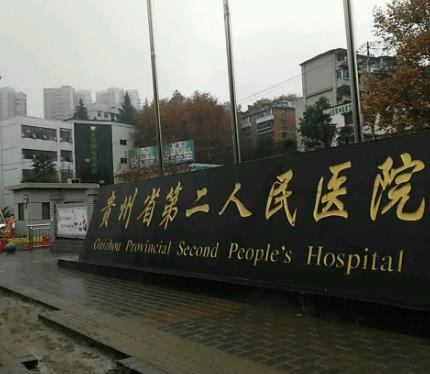 贵州省第二人民医院
Guizhou Provincial Second People's Hospital